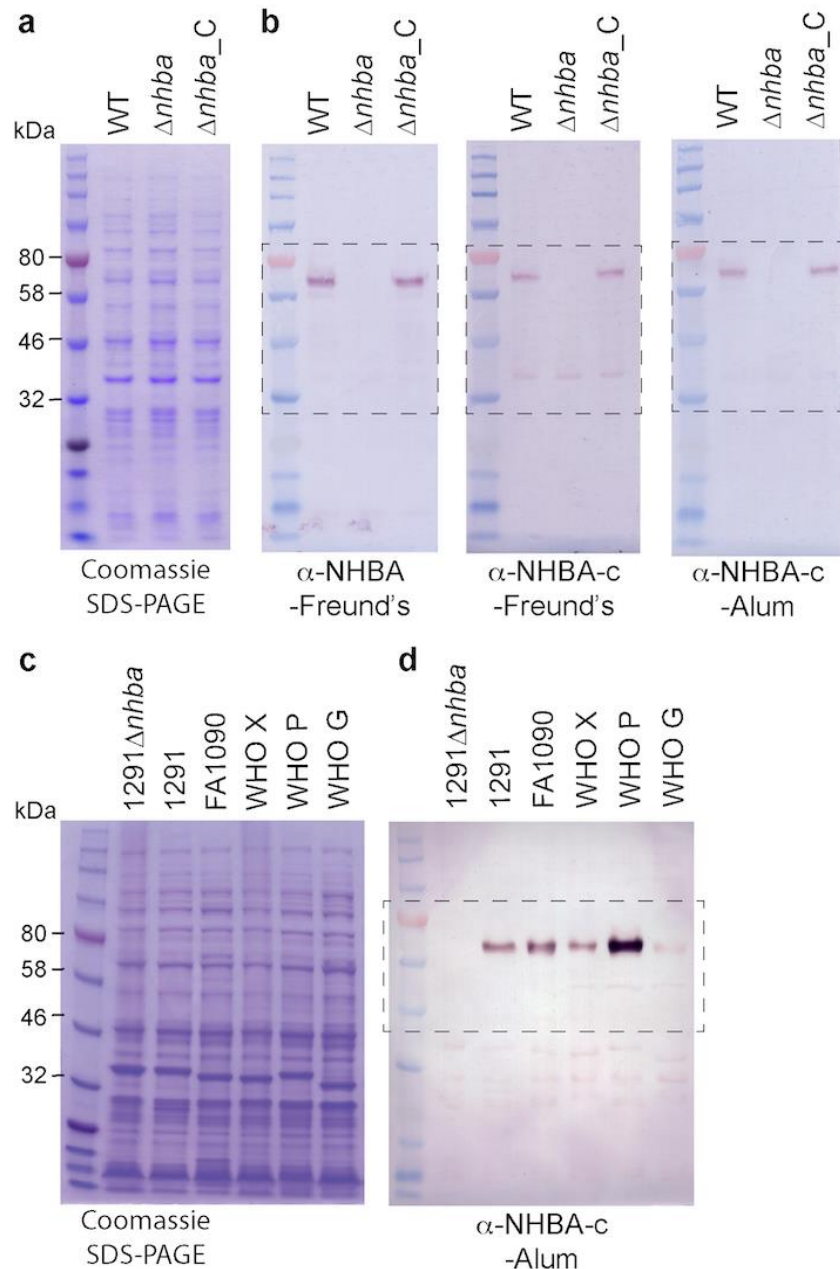 a
WT
Δnhba
Δnhba_C
kDa
80
58
46
32
Coomassie
SDS-PAGE
b
WT
Δnhba
Δnhba_C
WT
Δnhba
Δnhba_C
WT
Δnhba
Δnhba_C
α-NHBA
-Freund's
α-NHBA-c
-Freund's
α-NHBA-c
-Alum
c
1291Δnhba
1291
FA1090
WHO X
WHO P
WHO G
kDa
80
58
46
32
Coomassie
SDS-PAGE
d
1291Δnhba
1291
FA1090
WHO X
WHO P
WHO G
α-NHBA-c
-Alum